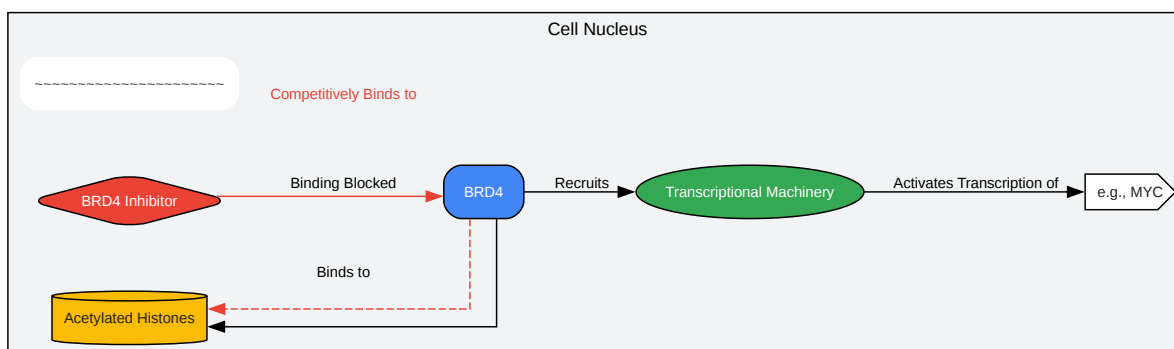 Cell Nucleus
~~~~~~~~~~~~~~~~~~~~~~
Competitively Binds to
BRD4 Inhibitor
Binding Blocked
BRD4
Recruits
Transcriptional Machinery
Activates Transcription of
e.g., MYC
Binds to
Acetylated Histones